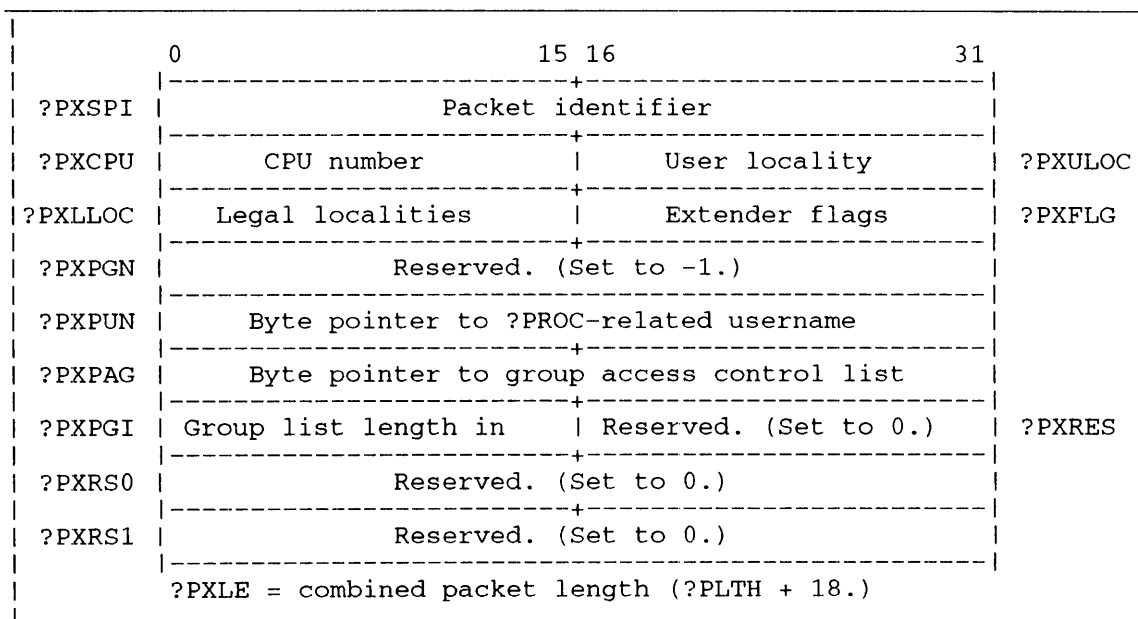 0 15 16 31
?PXSPI Packet identifier
?PXCPU CPU number User locality ?PXULOC
?PXLLOC Legal localities Extender flags ?PXFLG
?PXPGN Reserved. (Set to -1.)
?PXPUN Byte pointer to ?PROC-related username
?PXPAG Byte pointer to group access control list
?PXPGI Group list length in Reserved. (Set to 0.) ?PXRES
?PXRS0 Reserved. (Set to 0.)
?PXRS1 Reserved. (Set to 0.)
?PXLE = combined packet length (?PLTH + 18.)